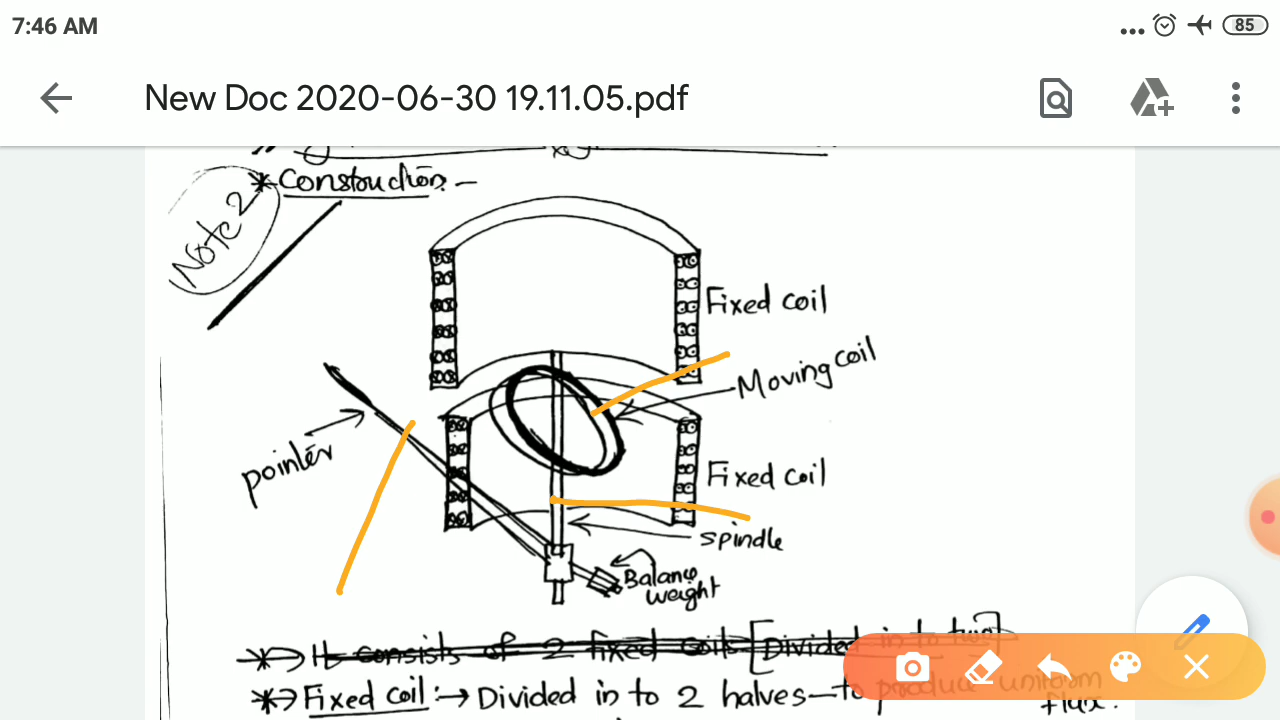 7:46 AM
85
New Doc 2020-06-30 19.11.05.pdf
* Construction -
Note 2
Fixed coil
Moving coil
pointer
Fixed coil
spindle
Balance
weight
*→ It consists of 2 fixed coils [Divided in to two]
*→ Fixed coil :→ Divided in to 2 halves—to produce uniform
flux.